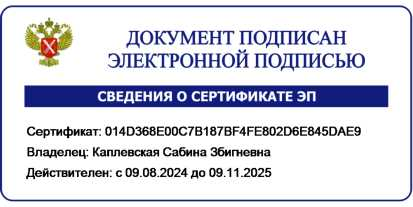 ДОКУМЕНТ ПОДПИСАН
ЭЛЕКТРОННОЙ ПОДПИСЬЮ
СВЕДЕНИЯ О СЕРТИФИКАТЕ ЭП
Сертификат: 014D368E00C7B187BF4FE802D6E845DAE9
Владелец: Каплевская Сабина Збигневна
Действителен: с 09.08.2024 до 09.11.2025